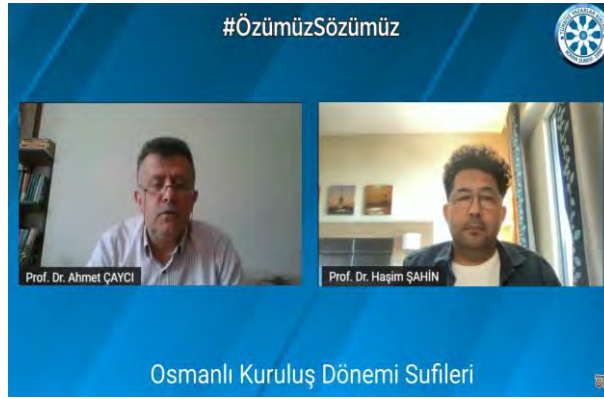 #ÖzümüzSözümüz
Prof. Dr. Ahmet ÇAYCI
Prof. Dr. Haşim ŞAHİN
Osmanlı Kuruluş Dönemi Sufileri